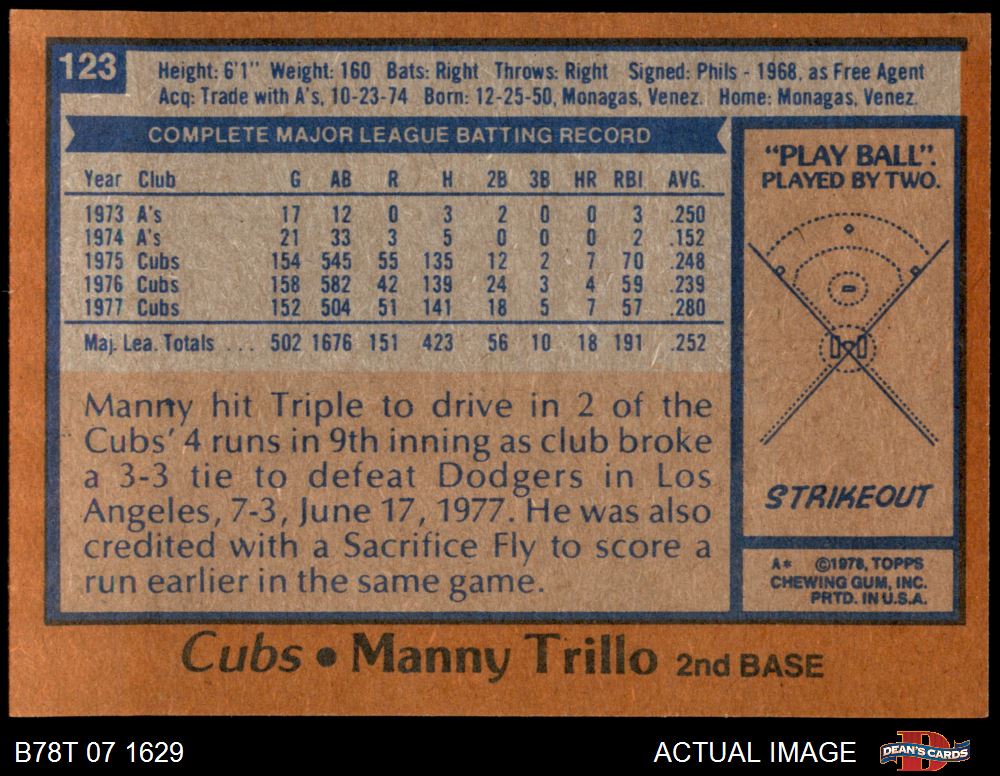 123
Height: 6'1" Weight: 160 Bats: Right Throws: Right Signed: Phils - 1968, as Free Agent
Acq: Trade with A's, 10-23-74 Born: 12-25-50, Monagas, Venez. Home: Monagas, Venez.
COMPLETE MAJOR LEAGUE BATTING RECORD
Year Club G AB R H 2B 3B HR RBI AVG.
1973 A's 17 12 0 3 2 0 0 3 .250
1974 A's 21 33 3 5 0 0 0 2 .152
1975 Cubs 154 545 55 135 12 2 7 70 .248
1976 Cubs 158 582 42 139 24 3 4 59 .239
1977 Cubs 152 504 51 141 18 5 7 57 .280
Maj. Lea. Totals ... 502 1676 151 423 56 10 18 191 .252
Manny hit Triple to drive in 2 of the
Cubs' 4 runs in 9th inning as club broke
a 3-3 tie to defeat Dodgers in Los
Angeles, 7-3, June 17, 1977. He was also
credited with a Sacrifice Fly to score a
run earlier in the same game.
"PLAY BALL".
PLAYED BY TWO.
STRIKEOUT
A* ©1978, TOPPS
CHEWING GUM, INC.
PRTD. IN U.S.A.
Cubs • Manny Trillo 2nd BASE
B78T 07 1629
ACTUAL IMAGE
DEAN'S CARDS